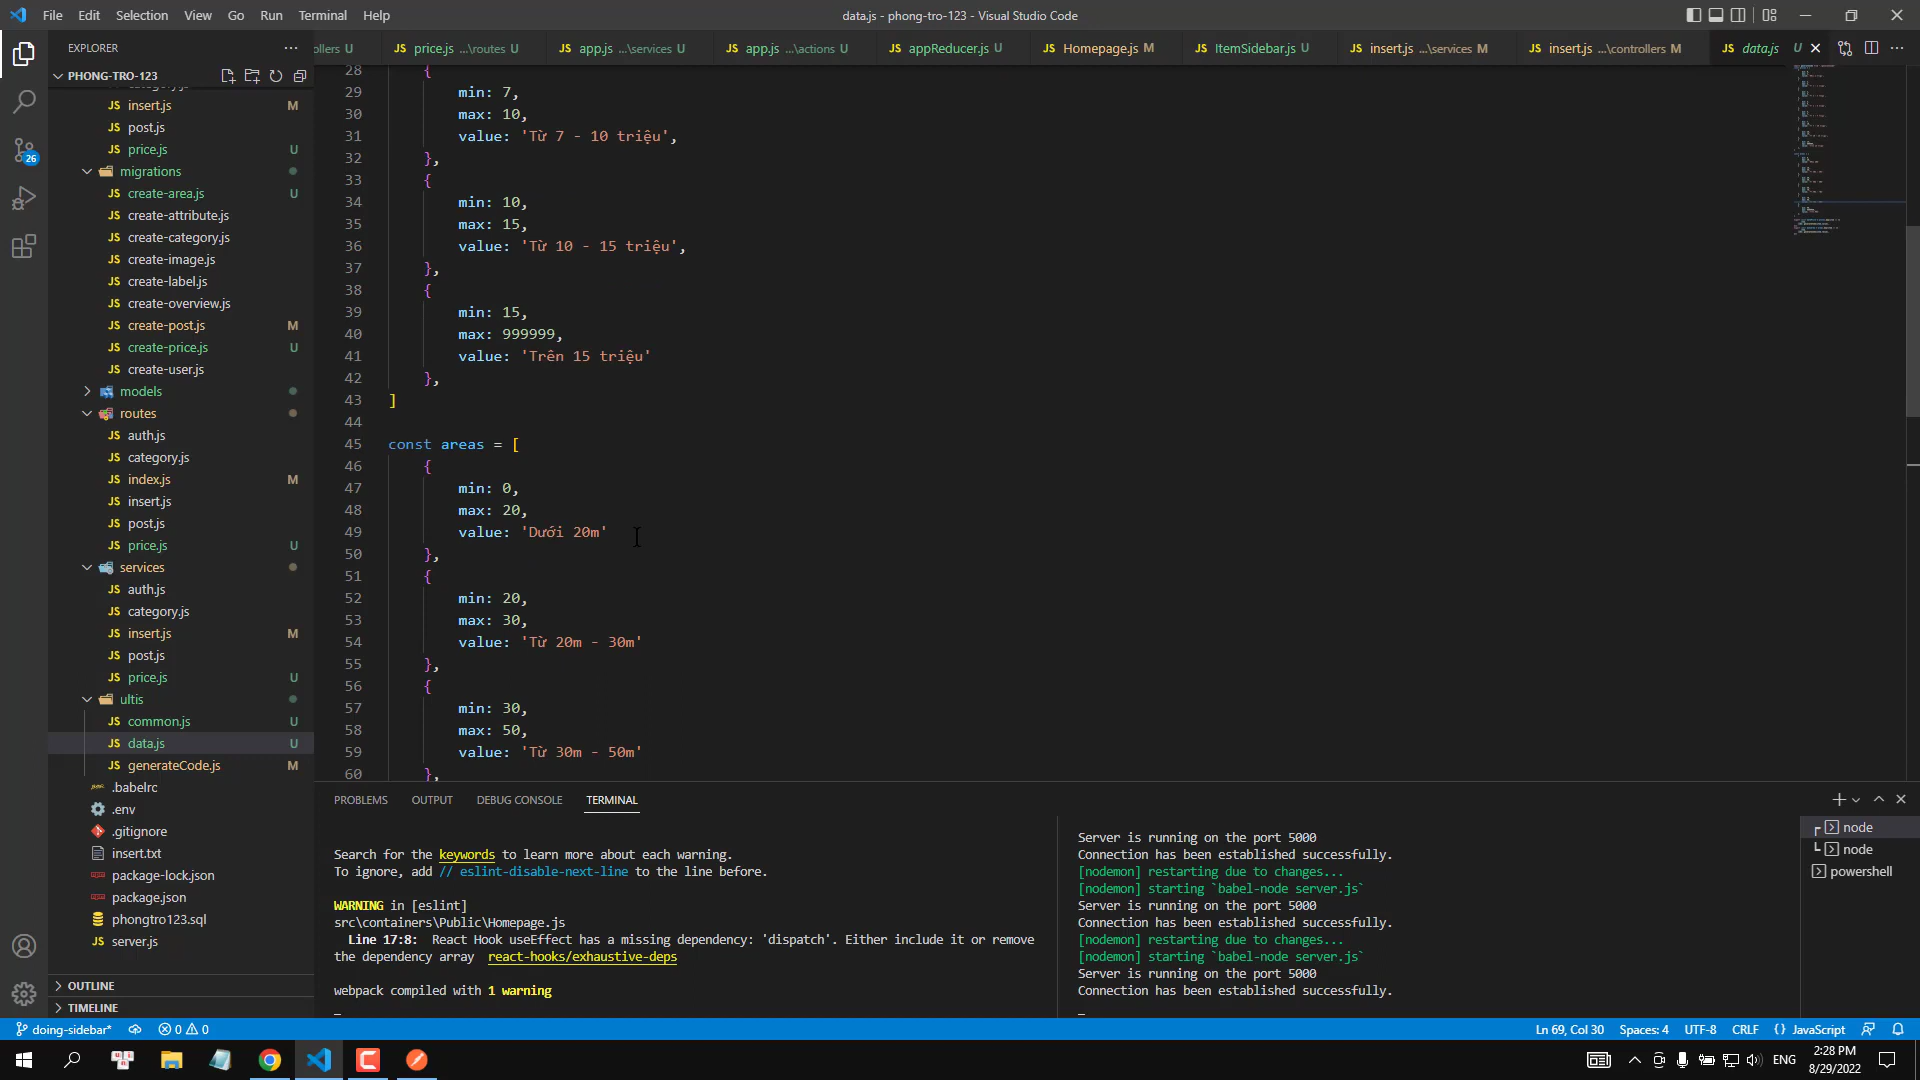 File Edit Selection View Go Run Terminal Help
data.js - phong-tro-123 - Visual Studio Code
EXPLORER
PHONG-TRO-123
JS insert.js M
JS post.js
JS price.js U
migrations
JS create-area.js U
JS create-attribute.js
JS create-category.js
JS create-image.js
JS create-label.js
JS create-overview.js
JS create-post.js M
JS create-price.js U
JS create-user.js
models
routes
JS auth.js
JS category.js
JS index.js M
JS insert.js
JS post.js
JS price.js U
services
JS auth.js
JS category.js
JS insert.js M
JS post.js
JS price.js U
ultis
JS common.js U
JS data.js U
JS generateCode.js M
.babelrc
.env
.gitignore
insert.txt
package-lock.json
package.json
phongtro123.sql
JS server.js
OUTLINE
TIMELINE
ollers U JS price.js ...\routes U JS app.js ...\services U JS app.js ...\actions U JS appReducer.js U JS Homepage.js M JS ItemSidebar.js U JS insert.js ...\services M JS insert.js ...\controllers M JS data.js U
28 {
29 min: 7,
30 max: 10,
31 value: 'Từ 7 - 10 triệu',
32 },
33 {
34 min: 10,
35 max: 15,
36 value: 'Từ 10 - 15 triệu',
37 },
38 {
39 min: 15,
40 max: 999999,
41 value: 'Trên 15 triệu'
42 },
43 ]
44
45 const areas = [
46 {
47 min: 0,
48 max: 20,
49 value: 'Dưới 20m'
50 },
51 {
52 min: 20,
53 max: 30,
54 value: 'Từ 20m - 30m'
55 },
56 {
57 min: 30,
58 max: 50,
59 value: 'Từ 30m - 50m'
60 },
PROBLEMS OUTPUT DEBUG CONSOLE TERMINAL
Search for the keywords to learn more about each warning.
To ignore, add // eslint-disable-next-line to the line before.
WARNING in [eslint]
src\containers\Public\Homepage.js
Line 17:8: React Hook useEffect has a missing dependency: 'dispatch'. Either include it or remove
the dependency array react-hooks/exhaustive-deps
webpack compiled with 1 warning
Server is running on the port 5000
Connection has been established successfully.
[nodemon] restarting due to changes...
[nodemon] starting `babel-node server.js`
Server is running on the port 5000
Connection has been established successfully.
[nodemon] restarting due to changes...
[nodemon] starting `babel-node server.js`
Server is running on the port 5000
Connection has been established successfully.
node
node
powershell
26
doing-sidebar* 0 0
Ln 69, Col 30 Spaces: 4 UTF-8 CRLF {} JavaScript
ENG
2:28 PM
8/29/2022